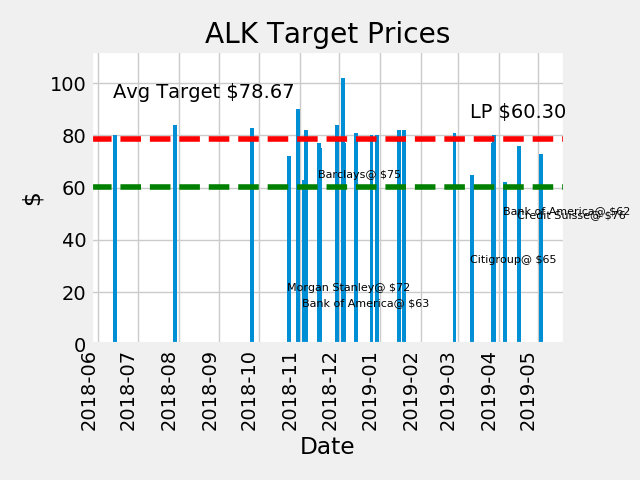 ALK Target Prices
Avg Target $78.67
LP $60.30
Barclays@ $75
Bank of America@ $62
Credit Suisse@ $76
Citigroup@ $65
Morgan Stanley@ $72
Bank of America@ $63
$
100
80
60
40
20
0
2018-06
2018-07
2018-08
2018-09
2018-10
2018-11
2018-12
2019-01
2019-02
2019-03
2019-04
2019-05
Date